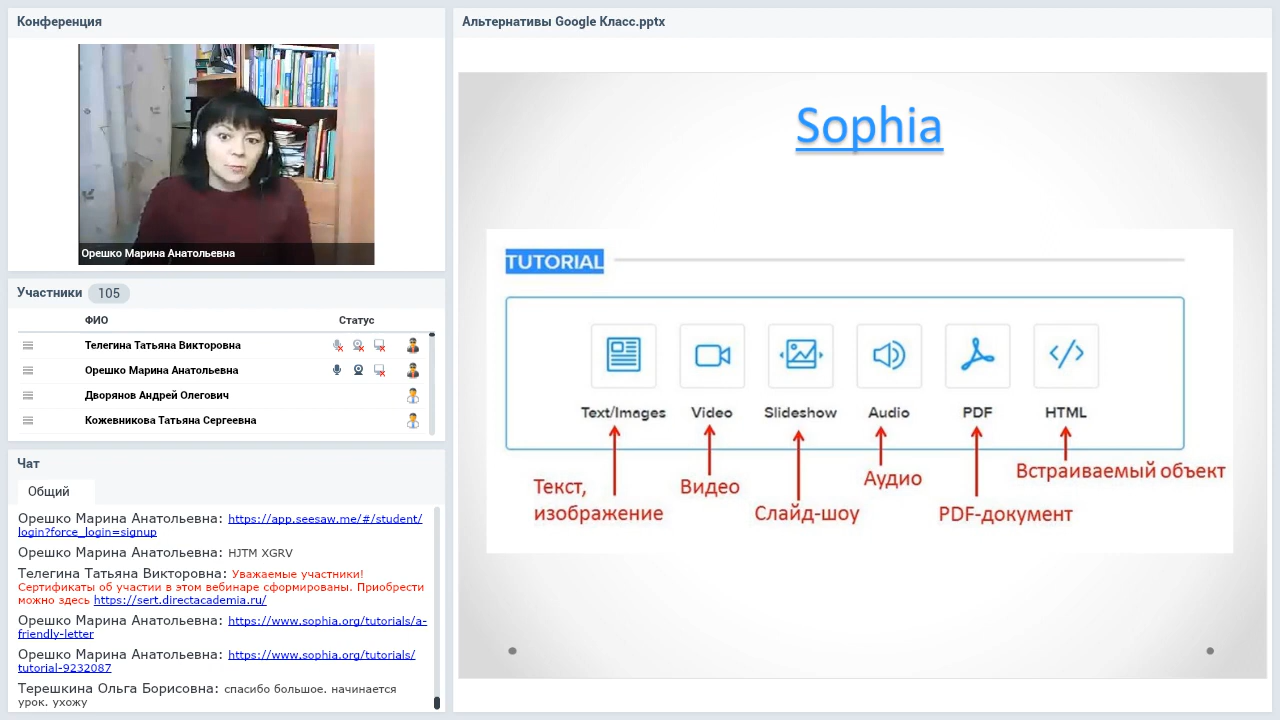 Конференция
Орешко Марина Анатольевна
Участники 105
ФИО Статус
Телегина Татьяна Викторовна
Орешко Марина Анатольевна
Дворянов Андрей Олегович
Кожевникова Татьяна Сергеевна
Чат
Общий
Орешко Марина Анатольевна: https://app.seesaw.me/#/student/
login?force_login=signup
Орешко Марина Анатольевна: HJTM XGRV
Телегина Татьяна Викторовна: Уважаемые участники!
Сертификаты об участии в этом вебинаре сформированы. Приобрести
можно здесь https://sert.directacademia.ru/
Орешко Марина Анатольевна: https://www.sophia.org/tutorials/a-
friendly-letter
Орешко Марина Анатольевна: https://www.sophia.org/tutorials/
tutorial-9232087
Терешкина Ольга Борисовна: спасибо большое. начинается
урок. ухожу
Альтернативы Google Класс.pptx
Sophia
TUTORIAL
Text/Images Video Slideshow Audio PDF HTML
Текст,
изображение
Видео
Слайд-шоу
Аудио
PDF-документ
Встраиваемый объект